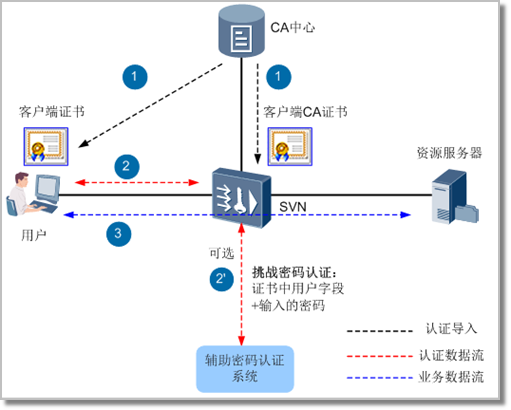 CA中心
1
1
客户端证书
客户端CA证书
2
资源服务器
SVN
3
用户
可选
2'
挑战密码认证：
证书中用户字段
+输入的密码
辅助密码认证
系统
认证导入
认证数据流
业务数据流